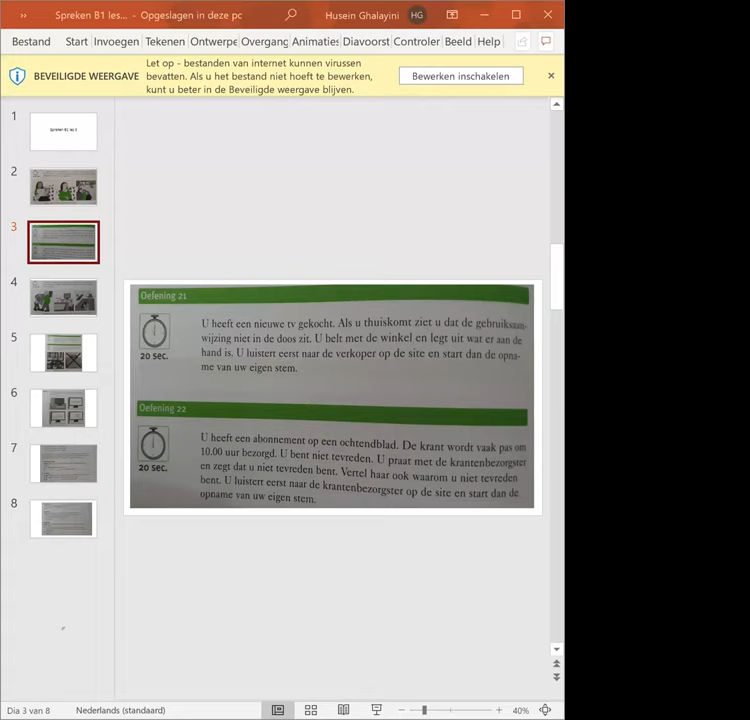 ›› Spreken B1 les... - Opgeslagen in deze pc Husein Ghalayini HG
Bestand Start Invoegen Tekenen Ontwerpe Overgang Animaties Diavoorst Controler Beeld Help
BEVEILIGDE WEERGAVE
Let op - bestanden van internet kunnen virussen
bevatten. Als u het bestand niet hoeft te bewerken,
kunt u beter in de Beveiligde weergave blijven.
Bewerken inschakelen
1
Spreken B1 les 3
2
3
4
5
6
7
8
Oefening 21
20 sec.
U heeft een nieuwe tv gekocht. Als u thuiskomt ziet u dat de gebruiksaan-
wijzing niet in de doos zit. U belt met de winkel en legt uit wat er aan de
hand is. U luistert eerst naar de verkoper op de site en start dan de opna-
me van uw eigen stem.
Oefening 22
20 sec.
U heeft een abonnement op een ochtendblad. De krant wordt vaak pas om
10.00 uur bezorgd. U bent niet tevreden. U praat met de krantenbezorgster
en zegt dat u niet tevreden bent. Vertel haar ook waarom u niet tevreden
bent. U luistert eerst naar de krantenbezorgster op de site en start dan de
opname van uw eigen stem.
Dia 3 van 8 Nederlands (standaard) 40%